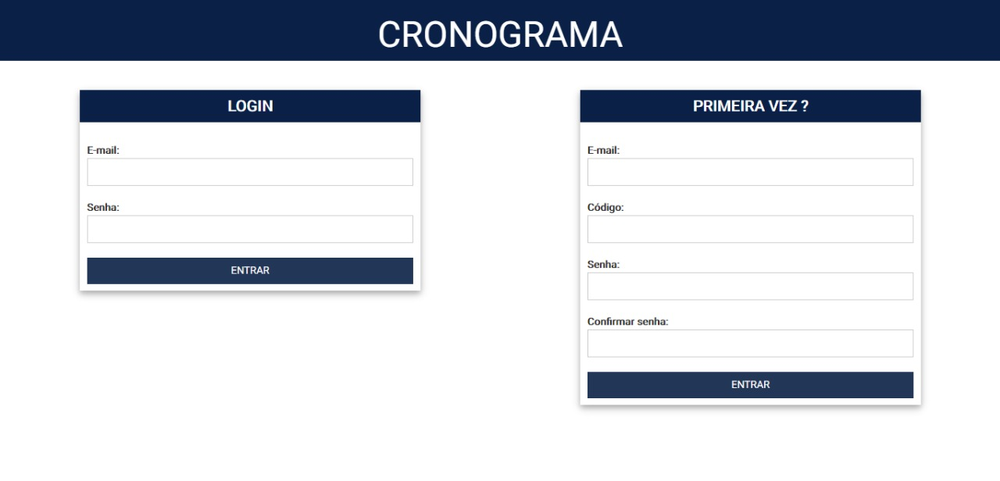 CRONOGRAMA
LOGIN
E-mail:
Senha:
ENTRAR
PRIMEIRA VEZ ?
E-mail:
Código:
Senha:
Confirmar senha:
ENTRAR